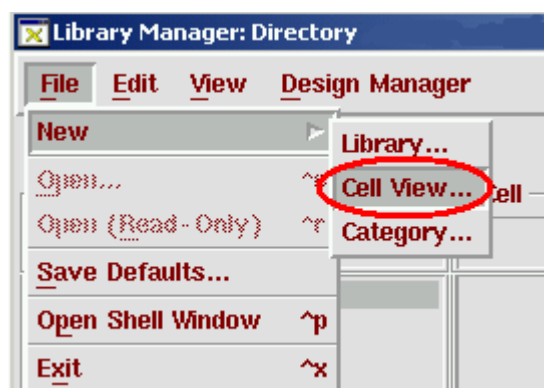 Library Manager: Directory
File Edit View Design Manager
New
Library...
Open...
Cell View...
Open (Read-Only) ^r
Category...
Save Defaults...
Open Shell Window ^p
Exit ^x